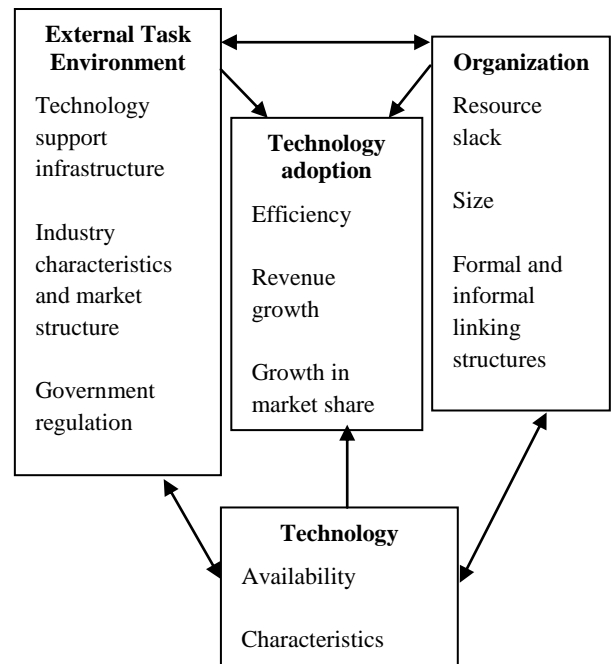 External Task
Environment
Technology
support
infrastructure
Industry
characteristics
and market
structure
Government
regulation
Technology
adoption
Efficiency
Revenue
growth
Growth in
market share
Organization
Resource
slack
Size
Formal and
informal
linking
structures
Technology
Availability
Characteristics